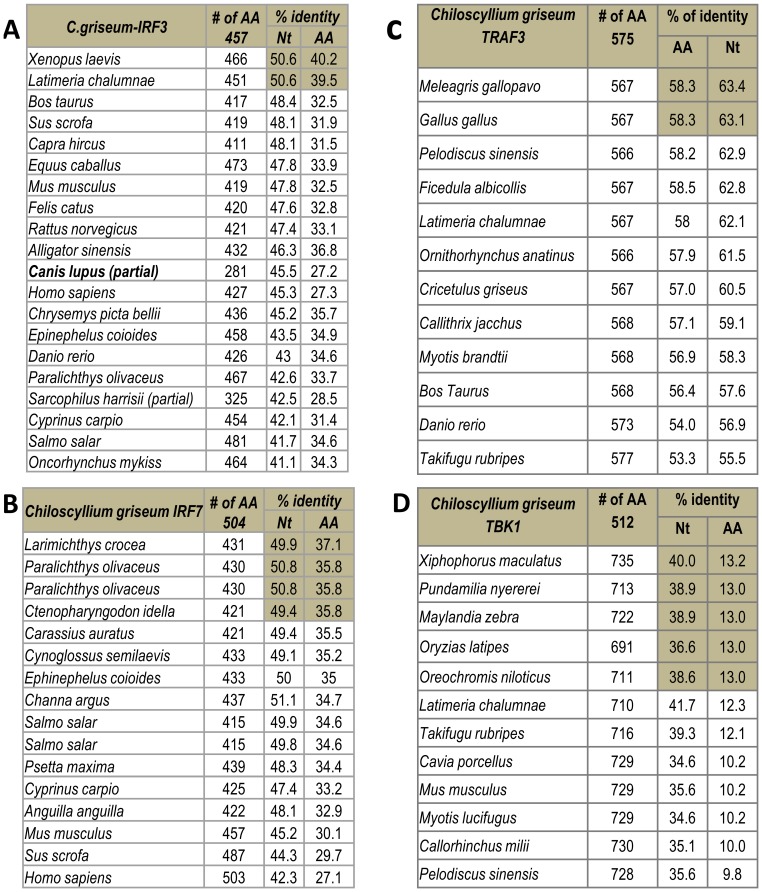 A
C.griseum-IRF3 # of AA 457 % identity
Nt AA
Xenopus laevis 466 50.6 40.2
Latimeria chalumnae 451 50.6 39.5
Bos taurus 417 48.4 32.5
Sus scrofa 419 48.1 31.9
Capra hircus 411 48.1 31.5
Equus caballus 473 47.8 33.9
Mus musculus 419 47.8 32.5
Felis catus 420 47.6 32.8
Rattus norvegicus 421 47.4 33.1
Alligator sinensis 432 46.3 36.8
Canis lupus (partial) 281 45.5 27.2
Homo sapiens 427 45.3 27.3
Chrysemys picta bellii 436 45.2 35.7
Epinephelus coioides 458 43.5 34.9
Danio rerio 426 43 34.6
Paralichthys olivaceus 467 42.6 33.7
Sarcophilus harrisii (partial) 325 42.5 28.5
Cyprinus carpio 454 42.1 31.4
Salmo salar 481 41.7 34.6
Oncorhynchus mykiss 464 41.1 34.3
B
Chiloscyllium griseum IRF7 # of AA 504 % identity
Nt AA
Larimichthys crocea 431 49.9 37.1
Paralichthys olivaceus 430 50.8 35.8
Paralichthys olivaceus 430 50.8 35.8
Ctenopharyngodon idella 421 49.4 35.8
Carassius auratus 421 49.4 35.5
Cynoglossus semilaevis 433 49.1 35.2
Ephinephelus coioides 433 50 35
Channa argus 437 51.1 34.7
Salmo salar 415 49.9 34.6
Salmo salar 415 49.8 34.6
Psetta maxima 439 48.3 34.4
Cyprinus carpio 425 47.4 33.2
Anguilla anguilla 422 48.1 32.9
Mus musculus 457 45.2 30.1
Sus scrofa 487 44.3 29.7
Homo sapiens 503 42.3 27.1
C
Chiloscyllium griseum TRAF3 # of AA 575 % of identity
AA Nt
Meleagris gallopavo 567 58.3 63.4
Gallus gallus 567 58.3 63.1
Pelodiscus sinensis 566 58.2 62.9
Ficedula albicollis 567 58.5 62.8
Latimeria chalumnae 567 58 62.1
Ornithorhynchus anatinus 566 57.9 61.5
Cricetulus griseus 567 57.0 60.5
Callithrix jacchus 568 57.1 59.1
Myotis brandtii 568 56.9 58.3
Bos Taurus 568 56.4 57.6
Danio rerio 573 54.0 56.9
Takifugu rubripes 577 53.3 55.5
D
Chiloscyllium griseum TBK1 # of AA 512 % identity
Nt AA
Xiphophorus maculatus 735 40.0 13.2
Pundamilia nyererei 713 38.9 13.0
Maylandia zebra 722 38.9 13.0
Oryzias latipes 691 36.6 13.0
Oreochromis niloticus 711 38.6 13.0
Latimeria chalumnae 710 41.7 12.3
Takifugu rubripes 716 39.3 12.1
Cavia porcellus 729 34.6 10.2
Mus musculus 729 35.6 10.2
Myotis lucifugus 729 34.6 10.2
Callorhinchus milii 730 35.1 10.0
Pelodiscus sinensis 728 35.6 9.8